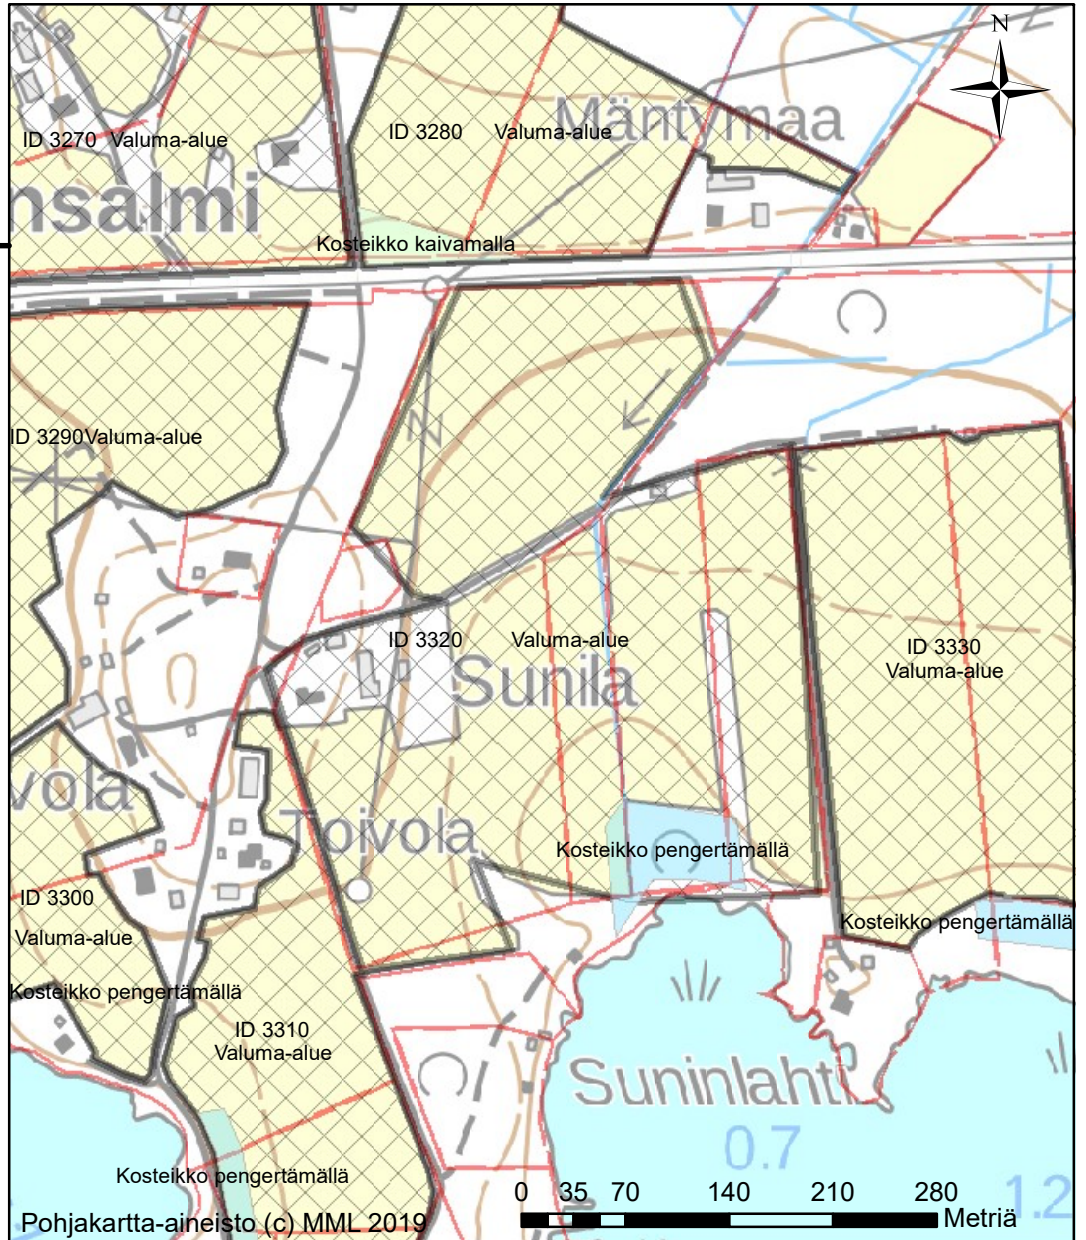 N
Mäntymaa
ID 3280 Valuma-alue
ID 3270 Valuma-alue
nsalmi
Kosteikko kaivamalla
ID 3290Valuma-alue
ID 3320 Valuma-alue
ID 3330
Valuma-alue
Sunila
vola
Toivola
Kosteikko pengertämällä
ID 3300
Valuma-alue
Kosteikko pengertämällä
Kosteikko pengertämällä
ID 3310
Valuma-alue
Suninlahti
0.7
Kosteikko pengertämällä
0 35 70 140 210 280
Metriä
1.2
Pohjakartta-aineisto (c) MML 2019